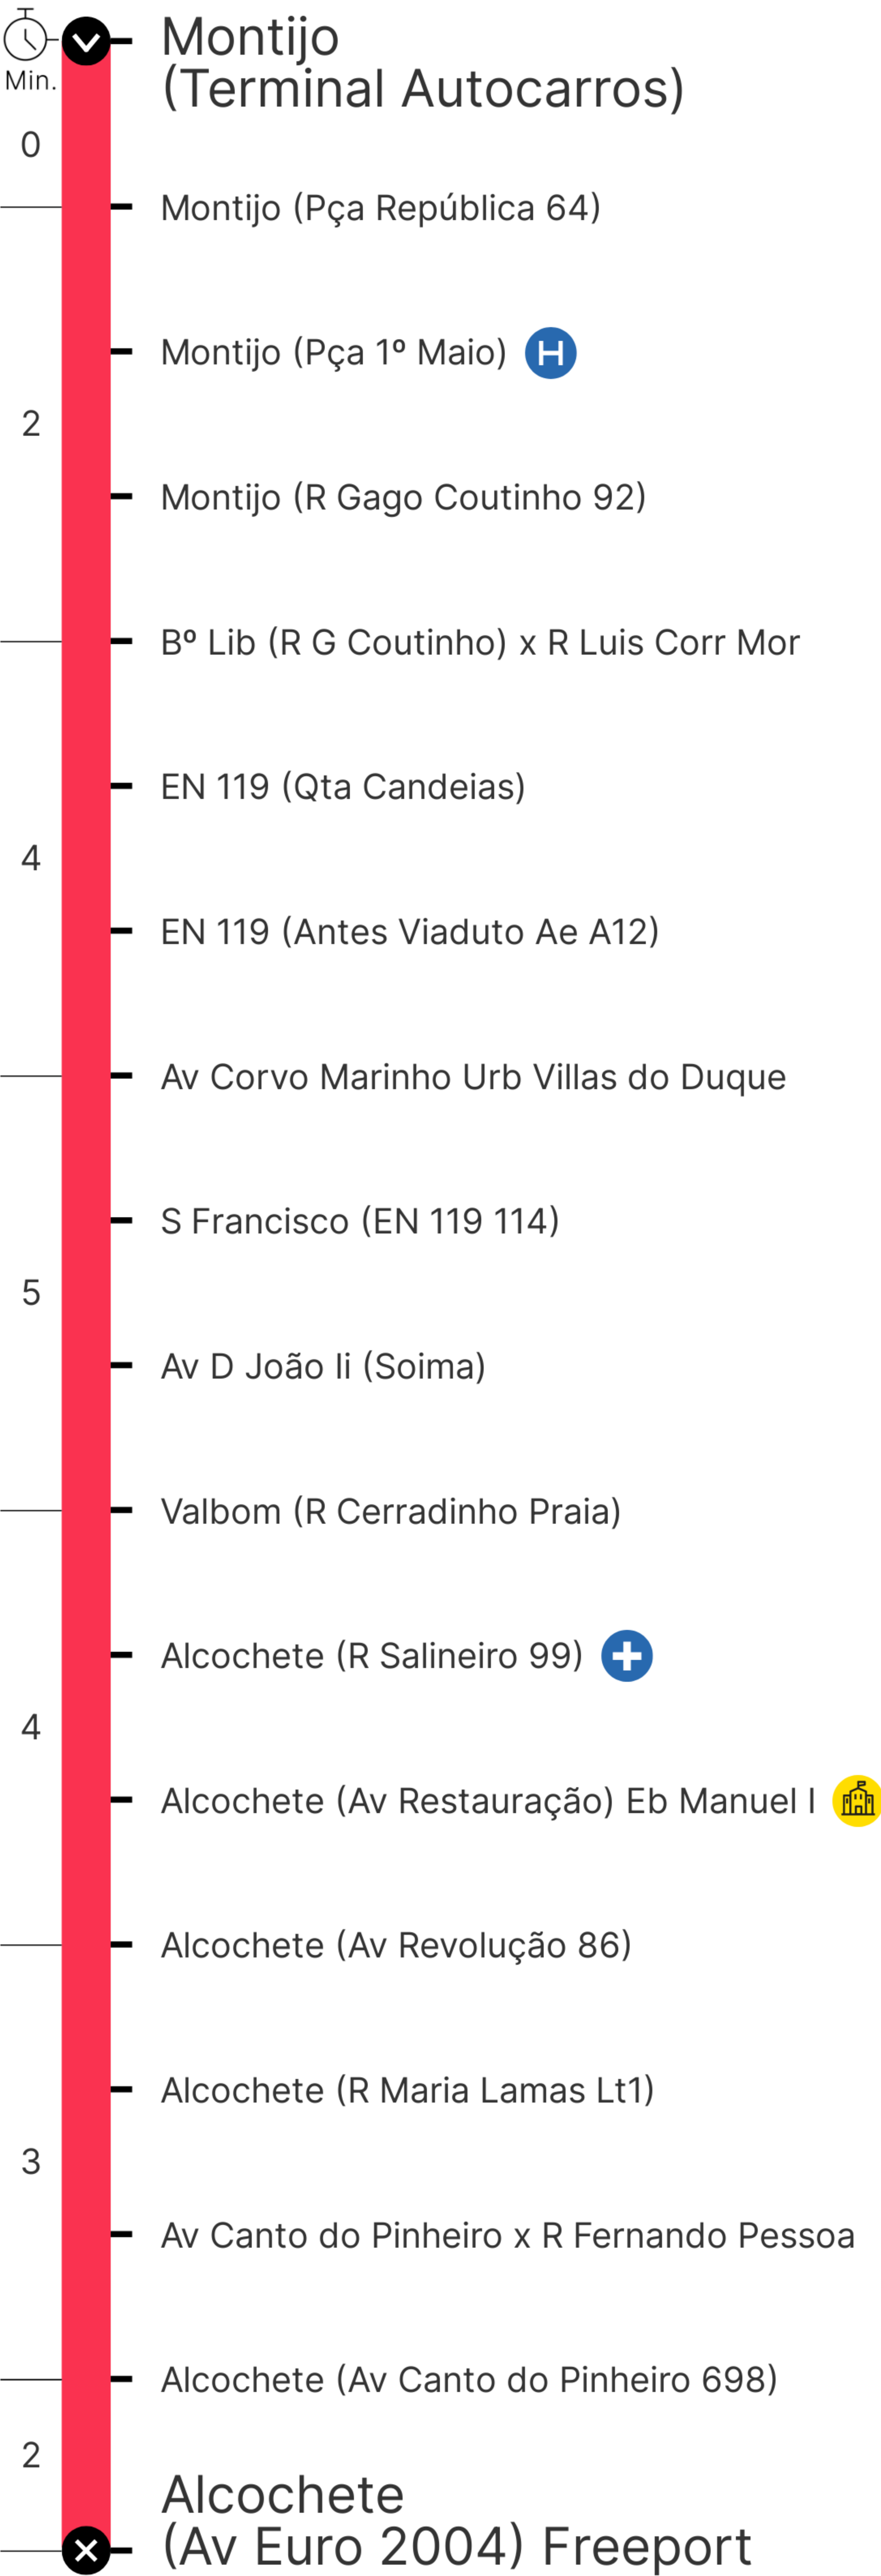 Montijo
(Terminal Autocarros)
Min.
0
Montijo (Pça República 64)
Montijo (Pça 1º Maio) H
2
Montijo (R Gago Coutinho 92)
Bº Lib (R G Coutinho) x R Luis Corr Mor
EN 119 (Qta Candeias)
4
EN 119 (Antes Viaduto Ae A12)
Av Corvo Marinho Urb Villas do Duque
S Francisco (EN 119 114)
5
Av D João Ii (Soima)
Valbom (R Cerradinho Praia)
Alcochete (R Salineiro 99)
4
Alcochete (Av Restauração) Eb Manuel I
Alcochete (Av Revolução 86)
Alcochete (R Maria Lamas Lt1)
3
Av Canto do Pinheiro x R Fernando Pessoa
Alcochete (Av Canto do Pinheiro 698)
2
Alcochete
(Av Euro 2004) Freeport